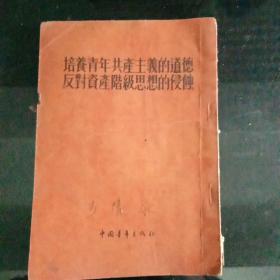 培養青年共產主義的道德
反對資產階級思想的侵蝕
中國青年出版社